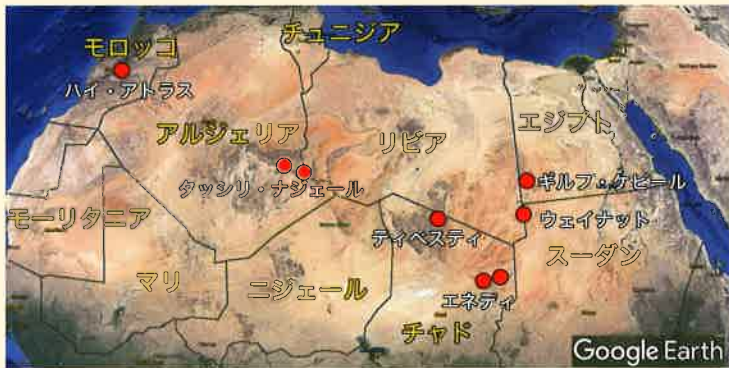 チュニジア
モロッコ
ハイ・アトラス
アルジェリア
リビア
エジプト
タッシリ・ナジェール
ギルフ・ケビール
モーリタニア
ティベスティ
ウェイナット
スーダン
マリ
ニジェール
エネディ
チャド
Google Earth